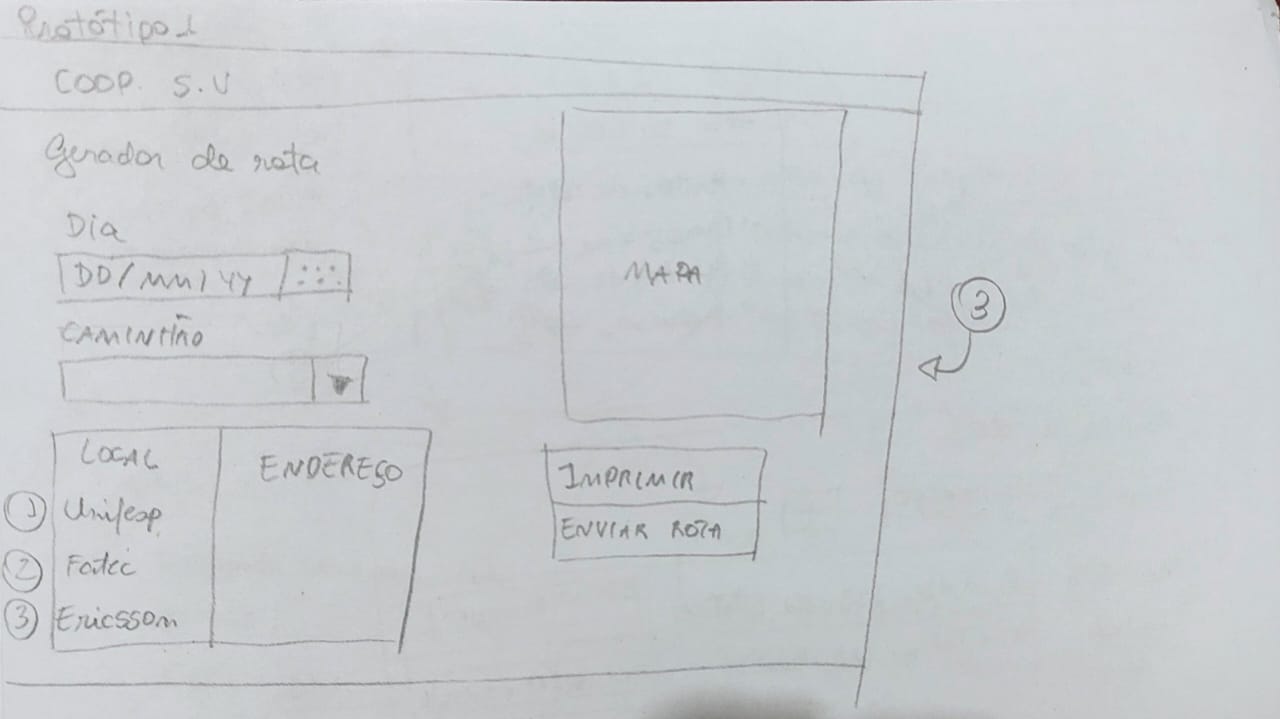 Protótipo 1
COOP. S.V
Gerador de rota
Dia
DD/MM/YY
CAMINHÃO
LOCAL
ENDEREÇO
1 Unifesp
2 Fatec
3 Ericsson
MAPA
IMPRIMIR
ENVIAR ROTA
3